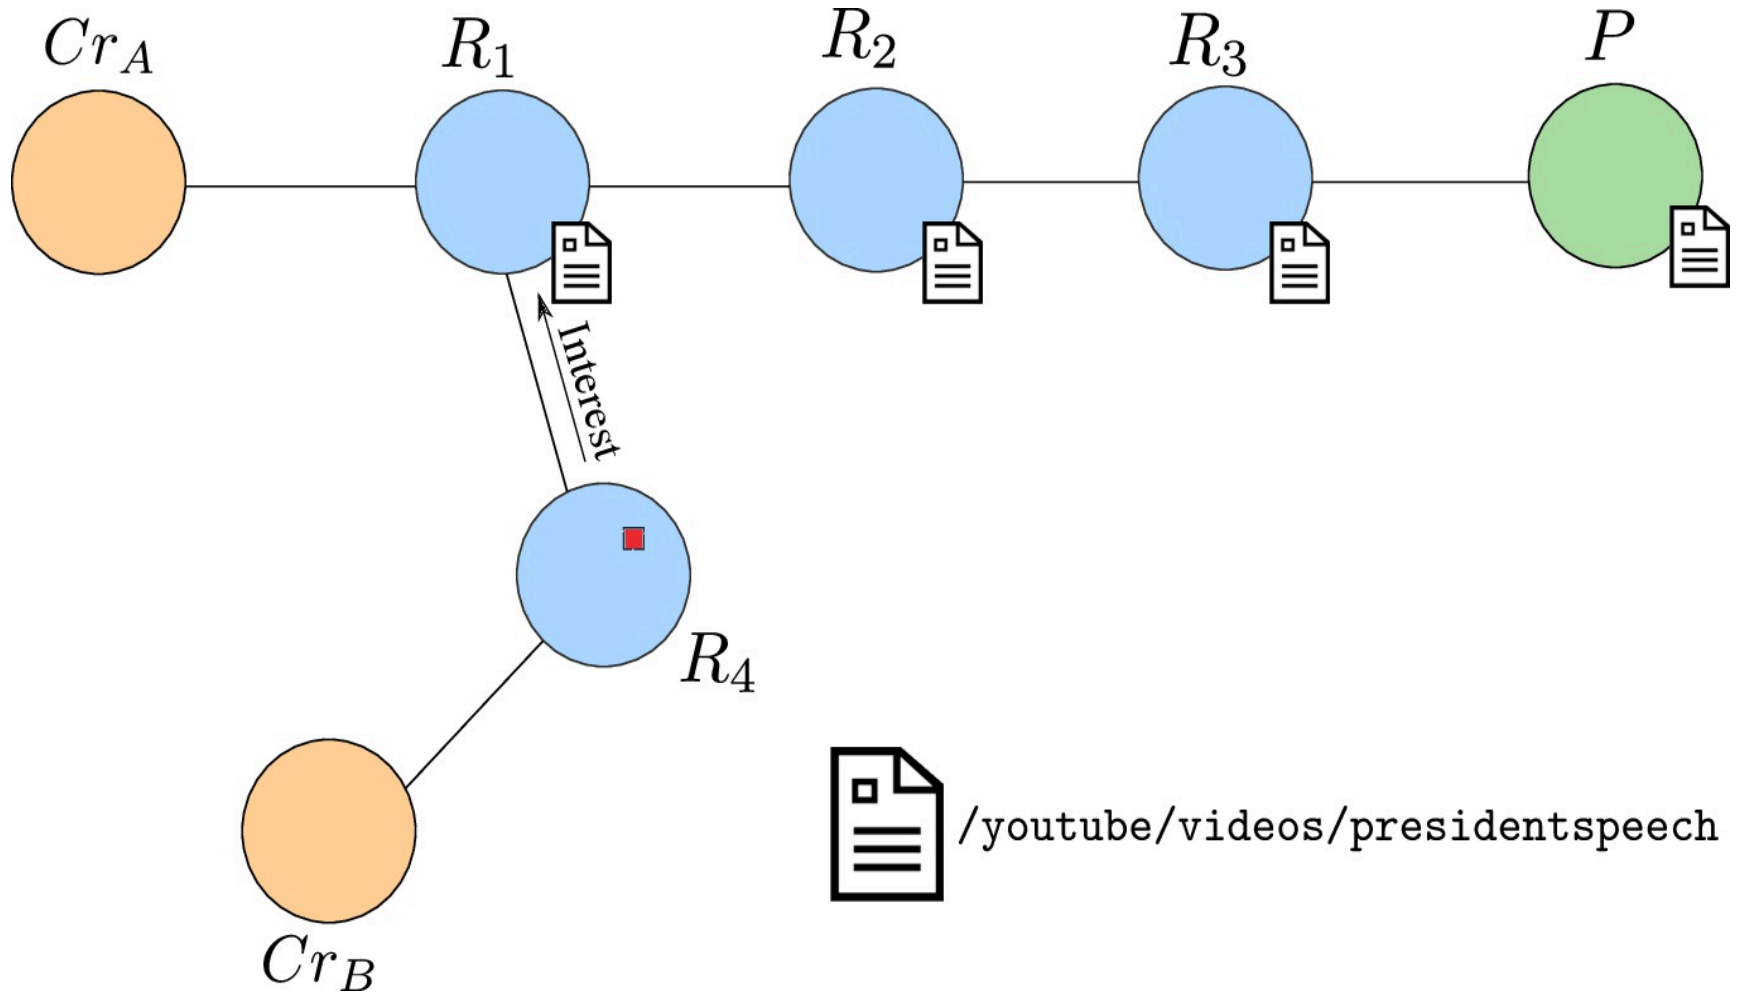 Cr_A
R_1
R_2
R_3
P
Interest
R_4
/youtube/videos/presidentspeech
Cr_B